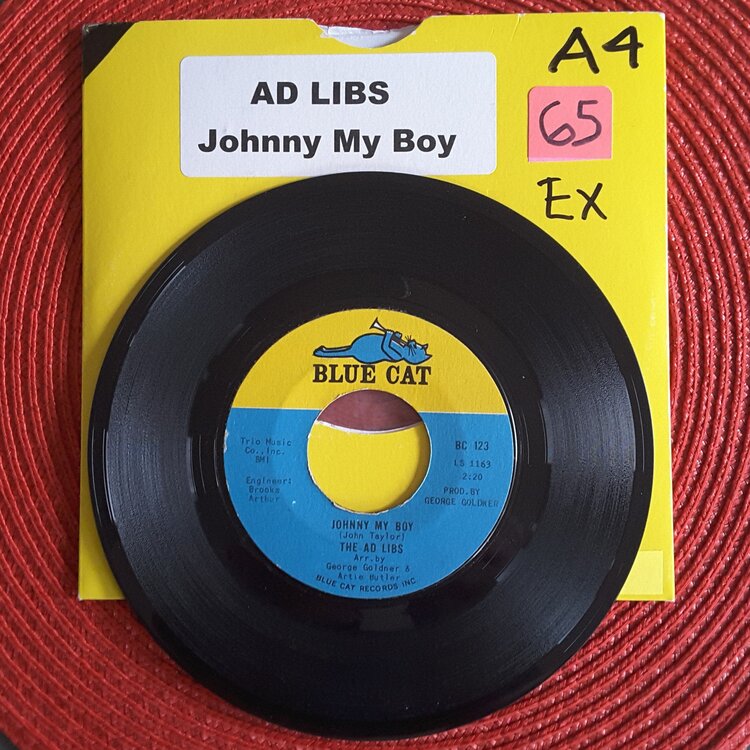 AD LIBS
Johnny My Boy
A4
65
EX
BLUE CAT
Trio Music
Co., Inc.
BMI
Engineer:
Brooks
Arthur
BC 123
LS 1163
2:20
PROD. BY
GEORGE GOLDNER
JOHNNY MY BOY
(John Taylor)
THE AD LIBS
Arr. by
George Goldner &
Artie Butler
BLUE CAT RECORDS INC.